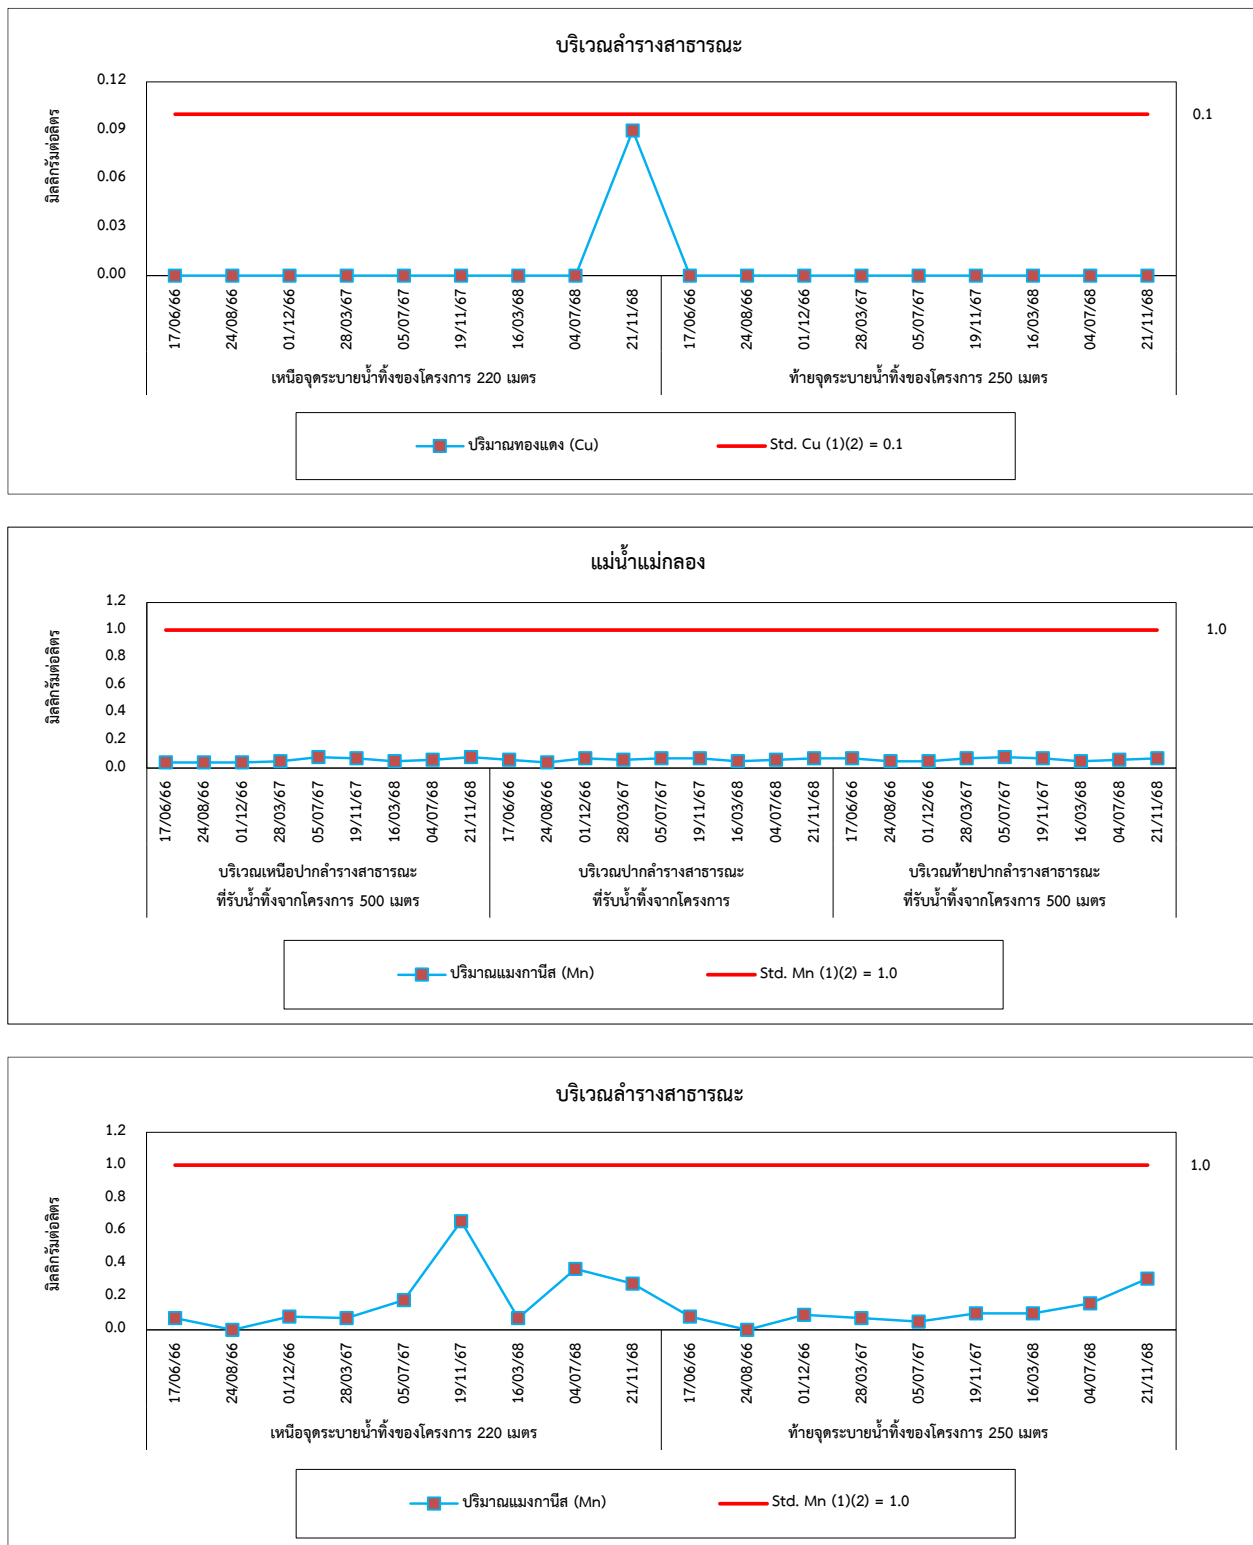 บริเวณลำรางสาธารณะ
มิลลิกรัมต่อลิตร
0.12
0.09
0.06
0.03
0.00
0.1
17/06/66 24/08/66 01/12/66 28/03/67 05/07/67 19/11/67 16/03/68 04/07/68 21/11/68 17/06/66 24/08/66 01/12/66 28/03/67 05/07/67 19/11/67 16/03/68 04/07/68 21/11/68
เหนือจุดระบายน้ำทิ้งของโครงการ 220 เมตร ท้ายจุดระบายน้ำทิ้งของโครงการ 250 เมตร
ปริมาณทองแดง (Cu) Std. Cu (1)(2) = 0.1
แม่น้ำแม่กลอง
มิลลิกรัมต่อลิตร
1.2
1.0
0.8
0.6
0.4
0.2
0.0
1.0
17/06/66 24/08/66 01/12/66 28/03/67 05/07/67 19/11/67 16/03/68 04/07/68 21/11/68 17/06/66 24/08/66 01/12/66 28/03/67 05/07/67 19/11/67 16/03/68 04/07/68 21/11/68 17/06/66 24/08/66 01/12/66 28/03/67 05/07/67 19/11/67 16/03/68 04/07/68 21/11/68
บริเวณเหนือปากลำรางสาธารณะ บริเวณปากลำรางสาธารณะ บริเวณท้ายปากลำรางสาธารณะ
ที่รับน้ำทิ้งจากโครงการ 500 เมตร ที่รับน้ำทิ้งจากโครงการ ที่รับน้ำทิ้งจากโครงการ 500 เมตร
ปริมาณแมงกานีส (Mn) Std. Mn (1)(2) = 1.0
บริเวณลำรางสาธารณะ
มิลลิกรัมต่อลิตร
1.2
1.0
0.8
0.6
0.4
0.2
0.0
1.0
17/06/66 24/08/66 01/12/66 28/03/67 05/07/67 19/11/67 16/03/68 04/07/68 21/11/68 17/06/66 24/08/66 01/12/66 28/03/67 05/07/67 19/11/67 16/03/68 04/07/68 21/11/68
เหนือจุดระบายน้ำทิ้งของโครงการ 220 เมตร ท้ายจุดระบายน้ำทิ้งของโครงการ 250 เมตร
ปริมาณแมงกานีส (Mn) Std. Mn (1)(2) = 1.0